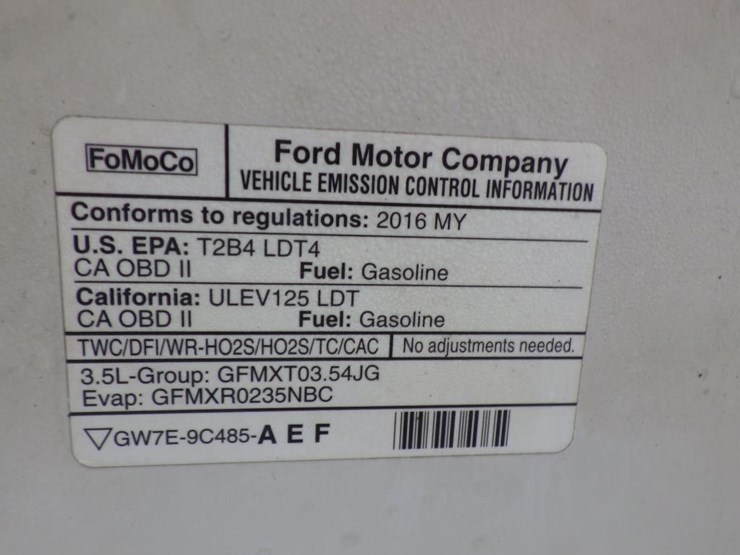 FoMoCo
Ford Motor Company
VEHICLE EMISSION CONTROL INFORMATION
Conforms to regulations: 2016 MY
U.S. EPA: T2B4 LDT4
CA OBD II Fuel: Gasoline
California: ULEV125 LDT
CA OBD II Fuel: Gasoline
TWC/DFI/WR-HO2S/HO2S/TC/CAC No adjustments needed.
3.5L-Group: GFMXT03.54JG
Evap: GFMXR0235NBC
▽GW7E-9C485-A E F